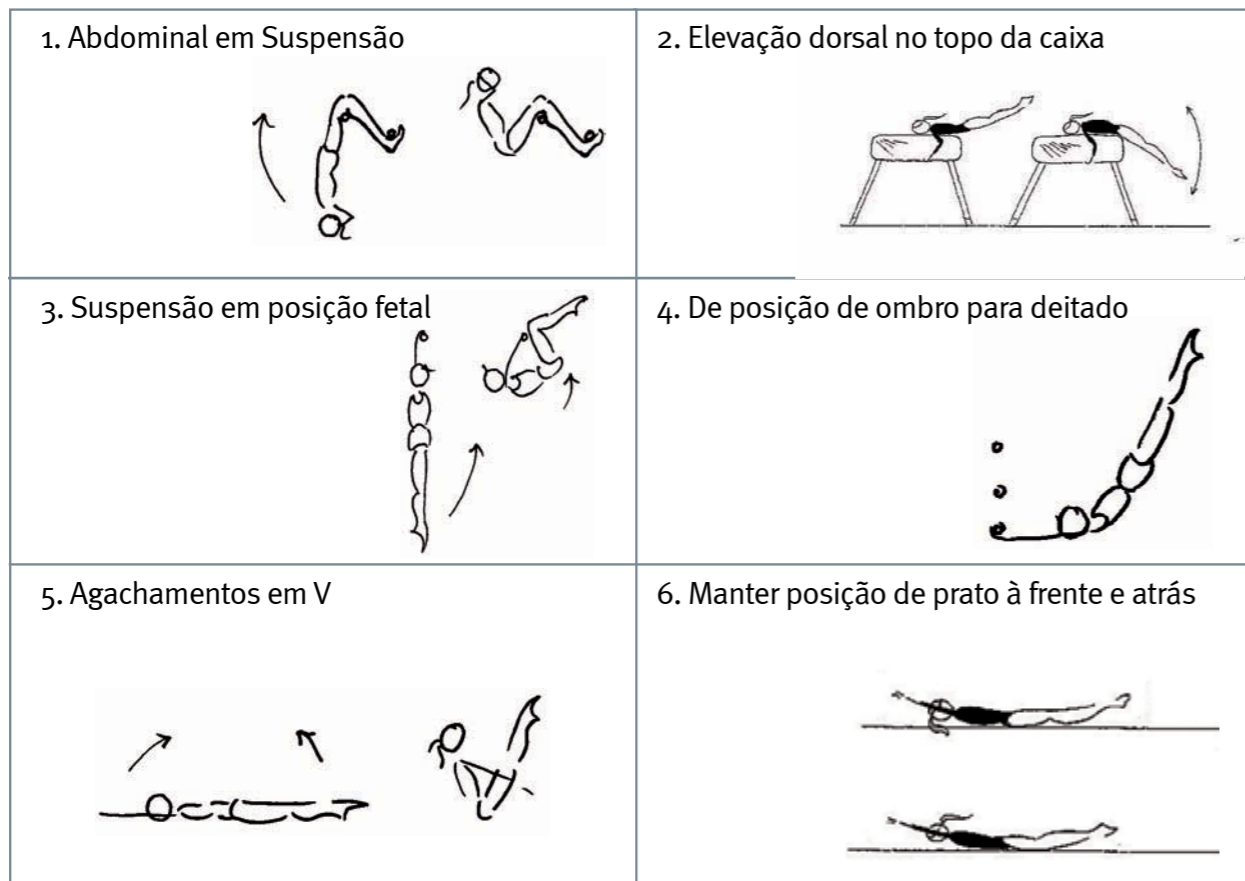 1. Abdominal em Suspensão
2. Elevação dorsal no topo da caixa
3. Suspensão em posição fetal
4. De posição de ombro para deitado
5. Agachamentos em V
6. Manter posição de prato à frente e atrás